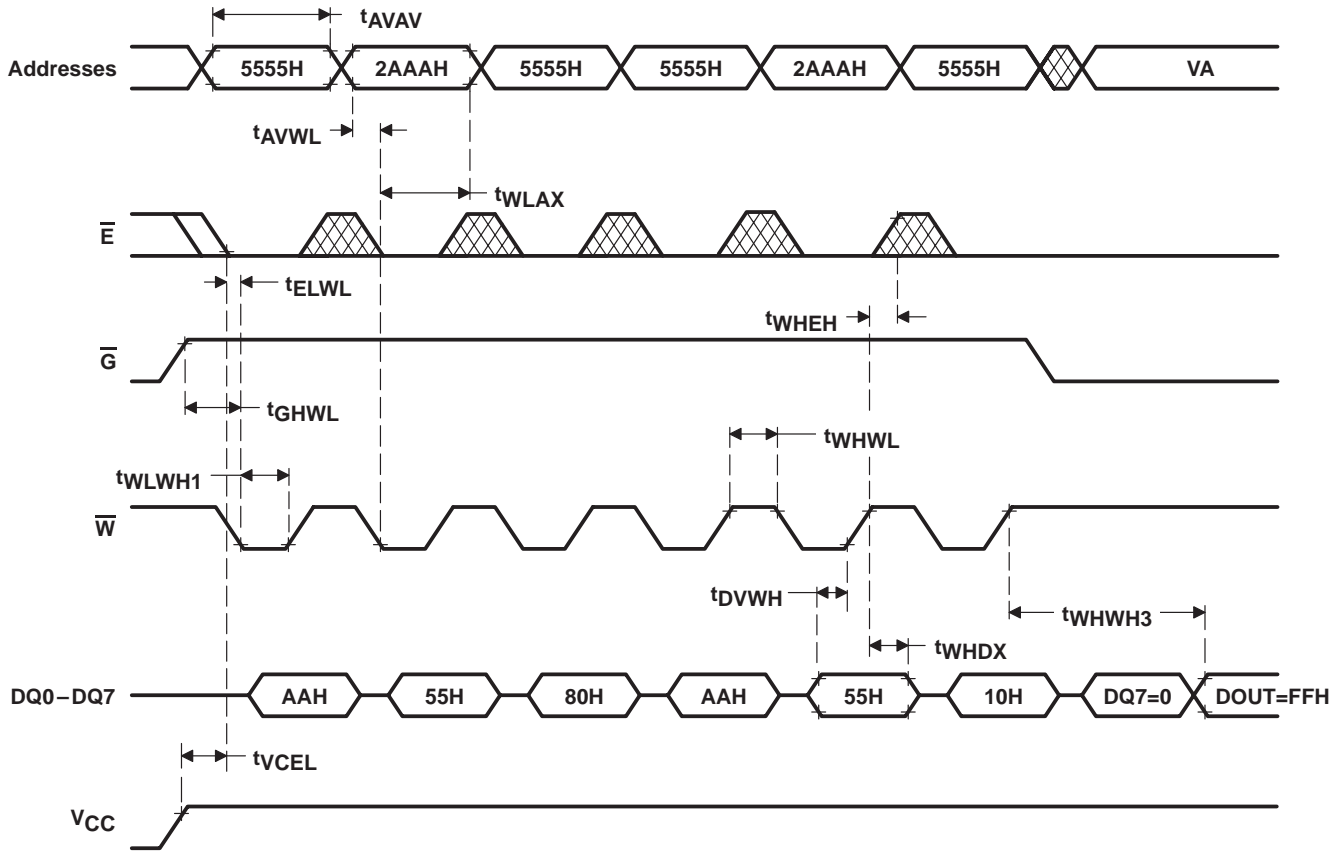 tAVAV
Addresses 5555H 2AAAH 5555H 5555H 2AAAH 5555H VA
tAVWL
tWLAX
E
tELWL
tWHEH
G
tGHWL
tWHWL
tWLWH1
W
tDVWH
tWHWH3
tWHDX
DQ0–DQ7 AAH 55H 80H AAH 55H 10H DQ7=0 DOUT=FFH
tVCEL
VCC